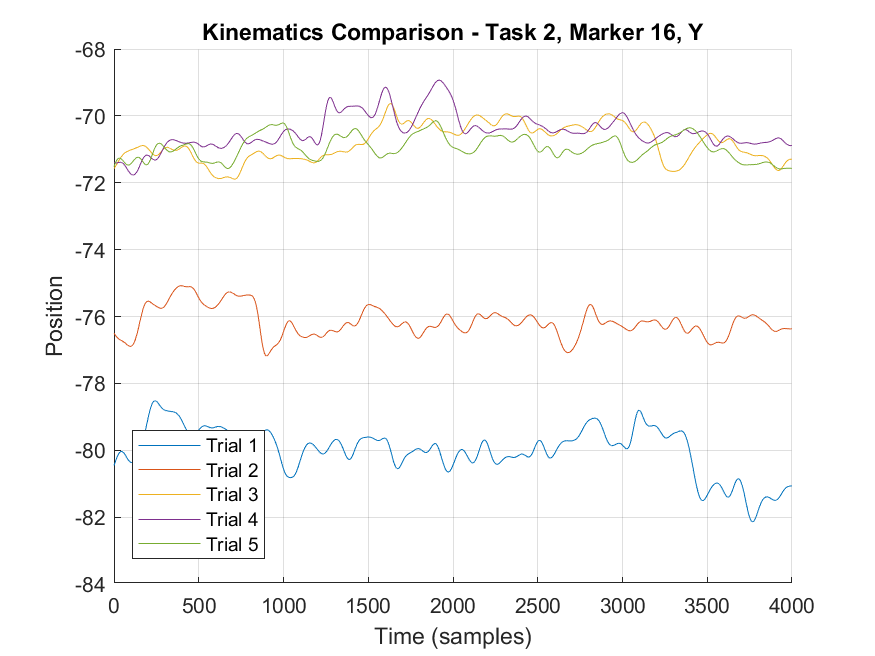 Kinematics Comparison - Task 2, Marker 16, Y
-68
-70
-72
-74
-76
-78
-80
-82
-84
Position
Trial 1
Trial 2
Trial 3
Trial 4
Trial 5
0 500 1000 1500 2000 2500 3000 3500 4000
Time (samples)